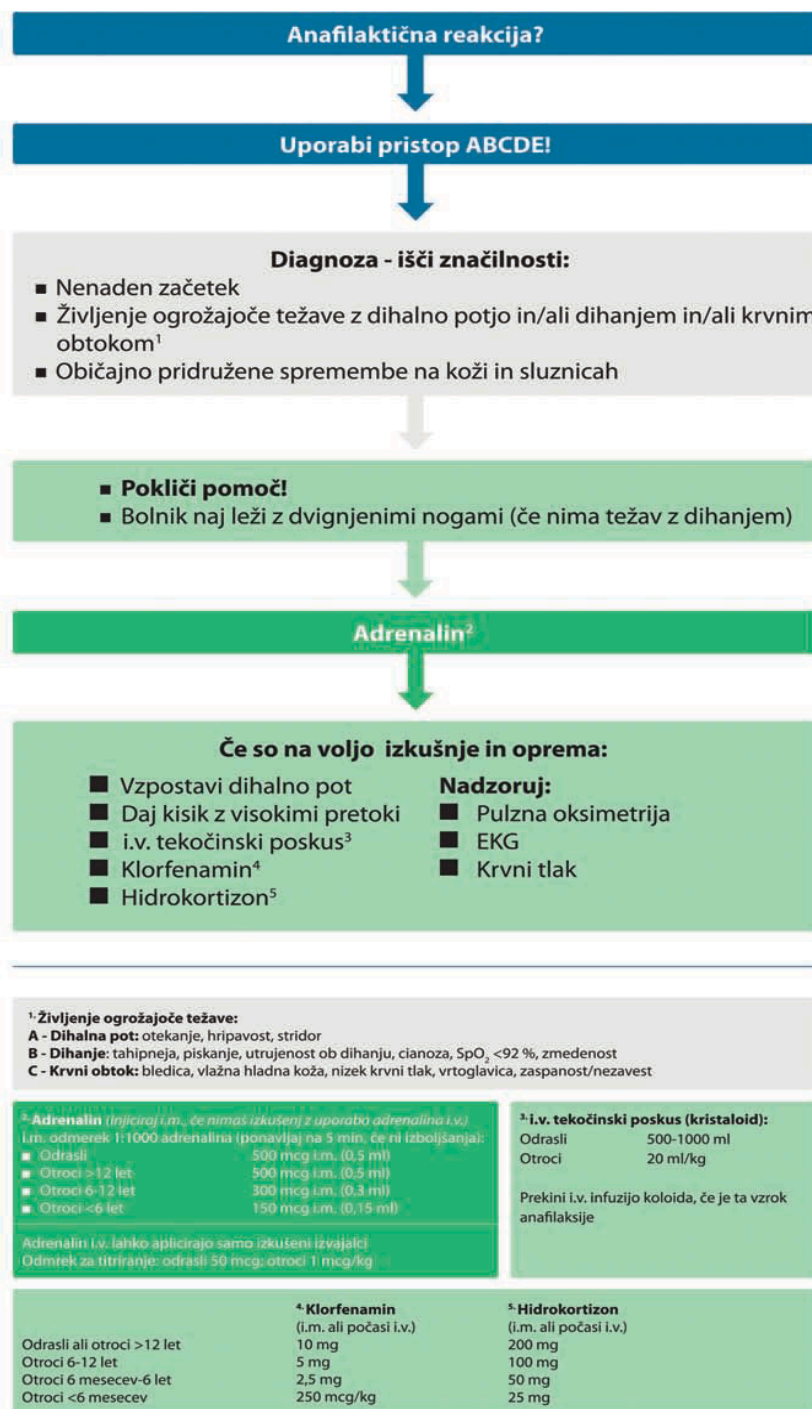 Anafilaktična reakcija?
Uporabi pristop ABCDE!
Diagnoza - išči značilnosti:
■ Nenaden začetek
■ Življenje ogrožajoče težave z dihalno potjo in/ali dihanjem in/ali krvnim
obtokom¹
■ Običajno pridružene spremembe na koži in sluznicah
■ Pokliči pomoč!
■ Bolnik naj leži z dvignjenimi nogami (če nima težav z dihanjem)
Adrenalin²
Če so na voljo izkušnje in oprema:
■ Vzpostavi dihalno pot
■ Daj kisik z visokimi pretoki
■ i.v. tekočinski poskus³
■ Klorfenamin⁴
■ Hidrokortizon⁵
Nadzoruj:
■ Pulzna oksimetrija
■ EKG
■ Krvni tlak
¹·Življenje ogrožajoče težave:
A - Dihalna pot: otekanje, hripavost, stridor
B - Dihanje: tahipneja, piskanje, utrujenost ob dihanju, cianoza, SpO₂ <92 %, zmedenost
C - Krvni obtok: bledica, vlažna hladna koža, nizek krvni tlak, vrtoglavica, zaspanost/nezavest
²·Adrenalin (injiciraj i.m., če nimaš izkušenj z uporabo adrenalina i.v.)
i.m. odmerek 1:1000 adrenalina (ponavljaj na 5 min. če ni izboljšanja):
■ Odrasli 500 mcg i.m. (0,5 ml)
■ Otroci >12 let 500 mcg i.m. (0,5 ml)
■ Otroci 6-12 let 300 mcg i.m. (0,3 ml)
■ Otroci <6 let 150 mcg i.m. (0,15 ml)
Adrenalin i.v. lahko aplicirajo samo izkušeni izvajalci
Odmrek za titriranje: odrasli 50 mcg; otroci 1 mcg/kg
³·i.v. tekočinski poskus (kristaloid):
Odrasli 500-1000 ml
Otroci 20 ml/kg
Prekini i.v. infuzijo koloida, če je ta vzrok
anafilaksije
⁴·Klorfenamin ⁵·Hidrokortizon
(i.m. ali počasi i.v.) (i.m. ali počasi i.v.)
Odrasli ali otroci >12 let 10 mg 200 mg
Otroci 6-12 let 5 mg 100 mg
Otroci 6 mesecev-6 let 2,5 mg 50 mg
Otroci <6 mesecev 250 mcg/kg 25 mg